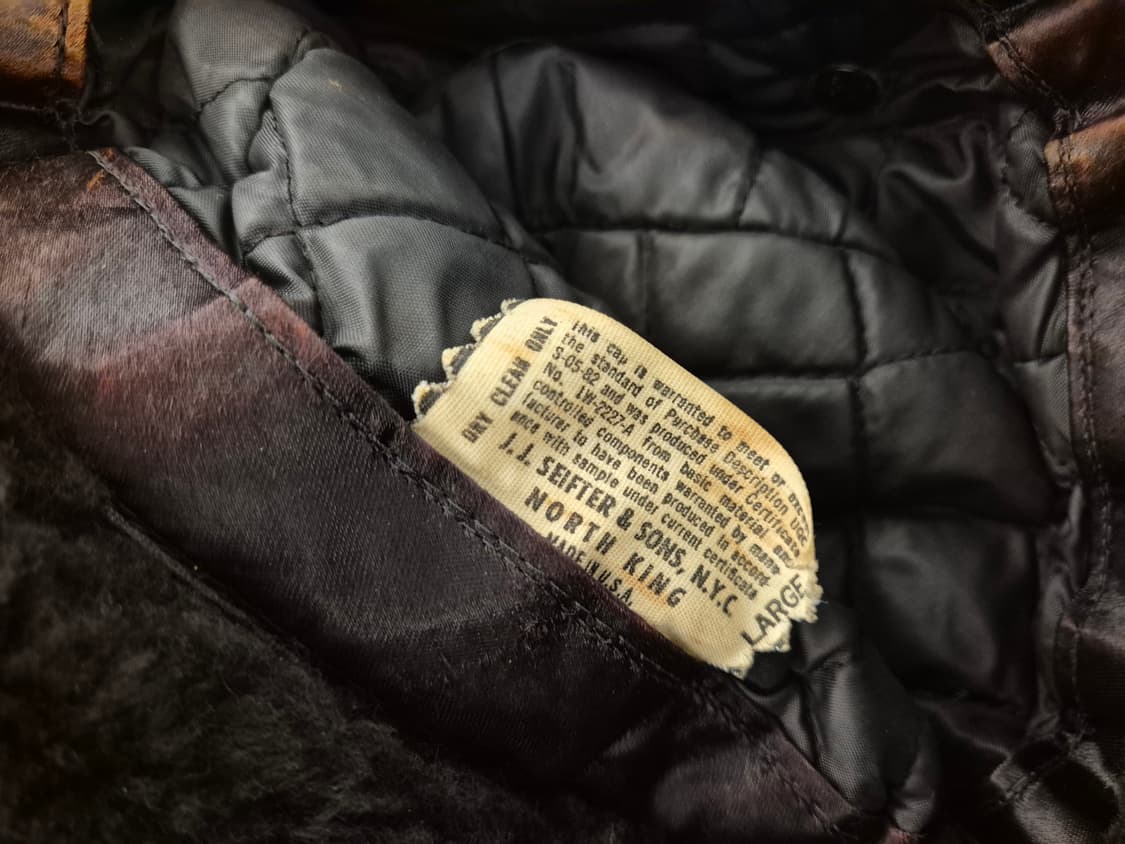 DRY CLEAN ONLY
This cap is warranted to meet or
the standard of Purchase Description UCC
S-05-82 and was produced under Certificate
No. LW-2227-A from basic material and
controlled components warranted by manu-
facturer to have been produced in accord-
ance with sample under current certificate
J. J. SEIFTER & SONS, N.Y.C
NORTH KING
MADE IN U.S.A.
LARGE